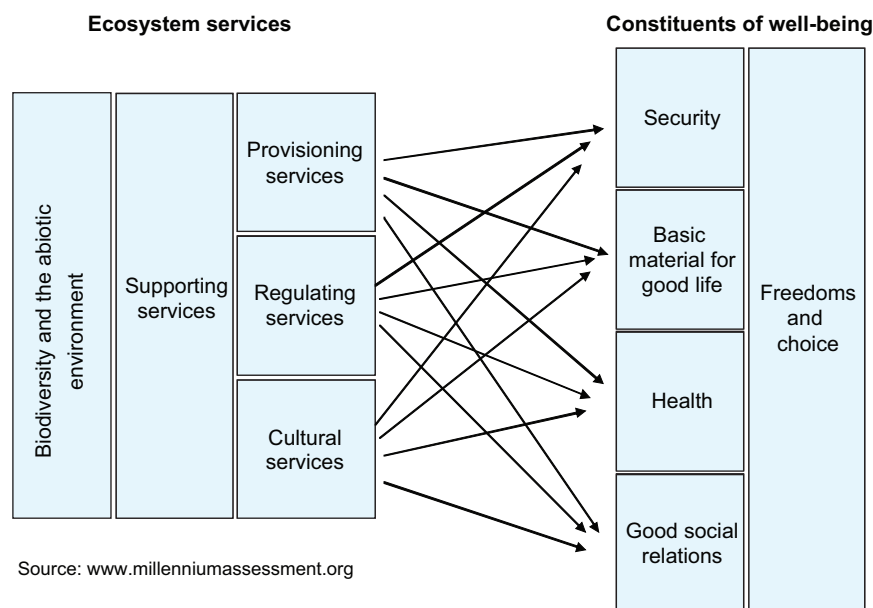 Ecosystem services
Constituents of well-being
Biodiversity and the abiotic
environment
Supporting
services
Provisioning
services
Regulating
services
Cultural
services
Security
Basic
material for
good life
Health
Good social
relations
Freedoms
and
choice
Source: www.millenniumassessment.org